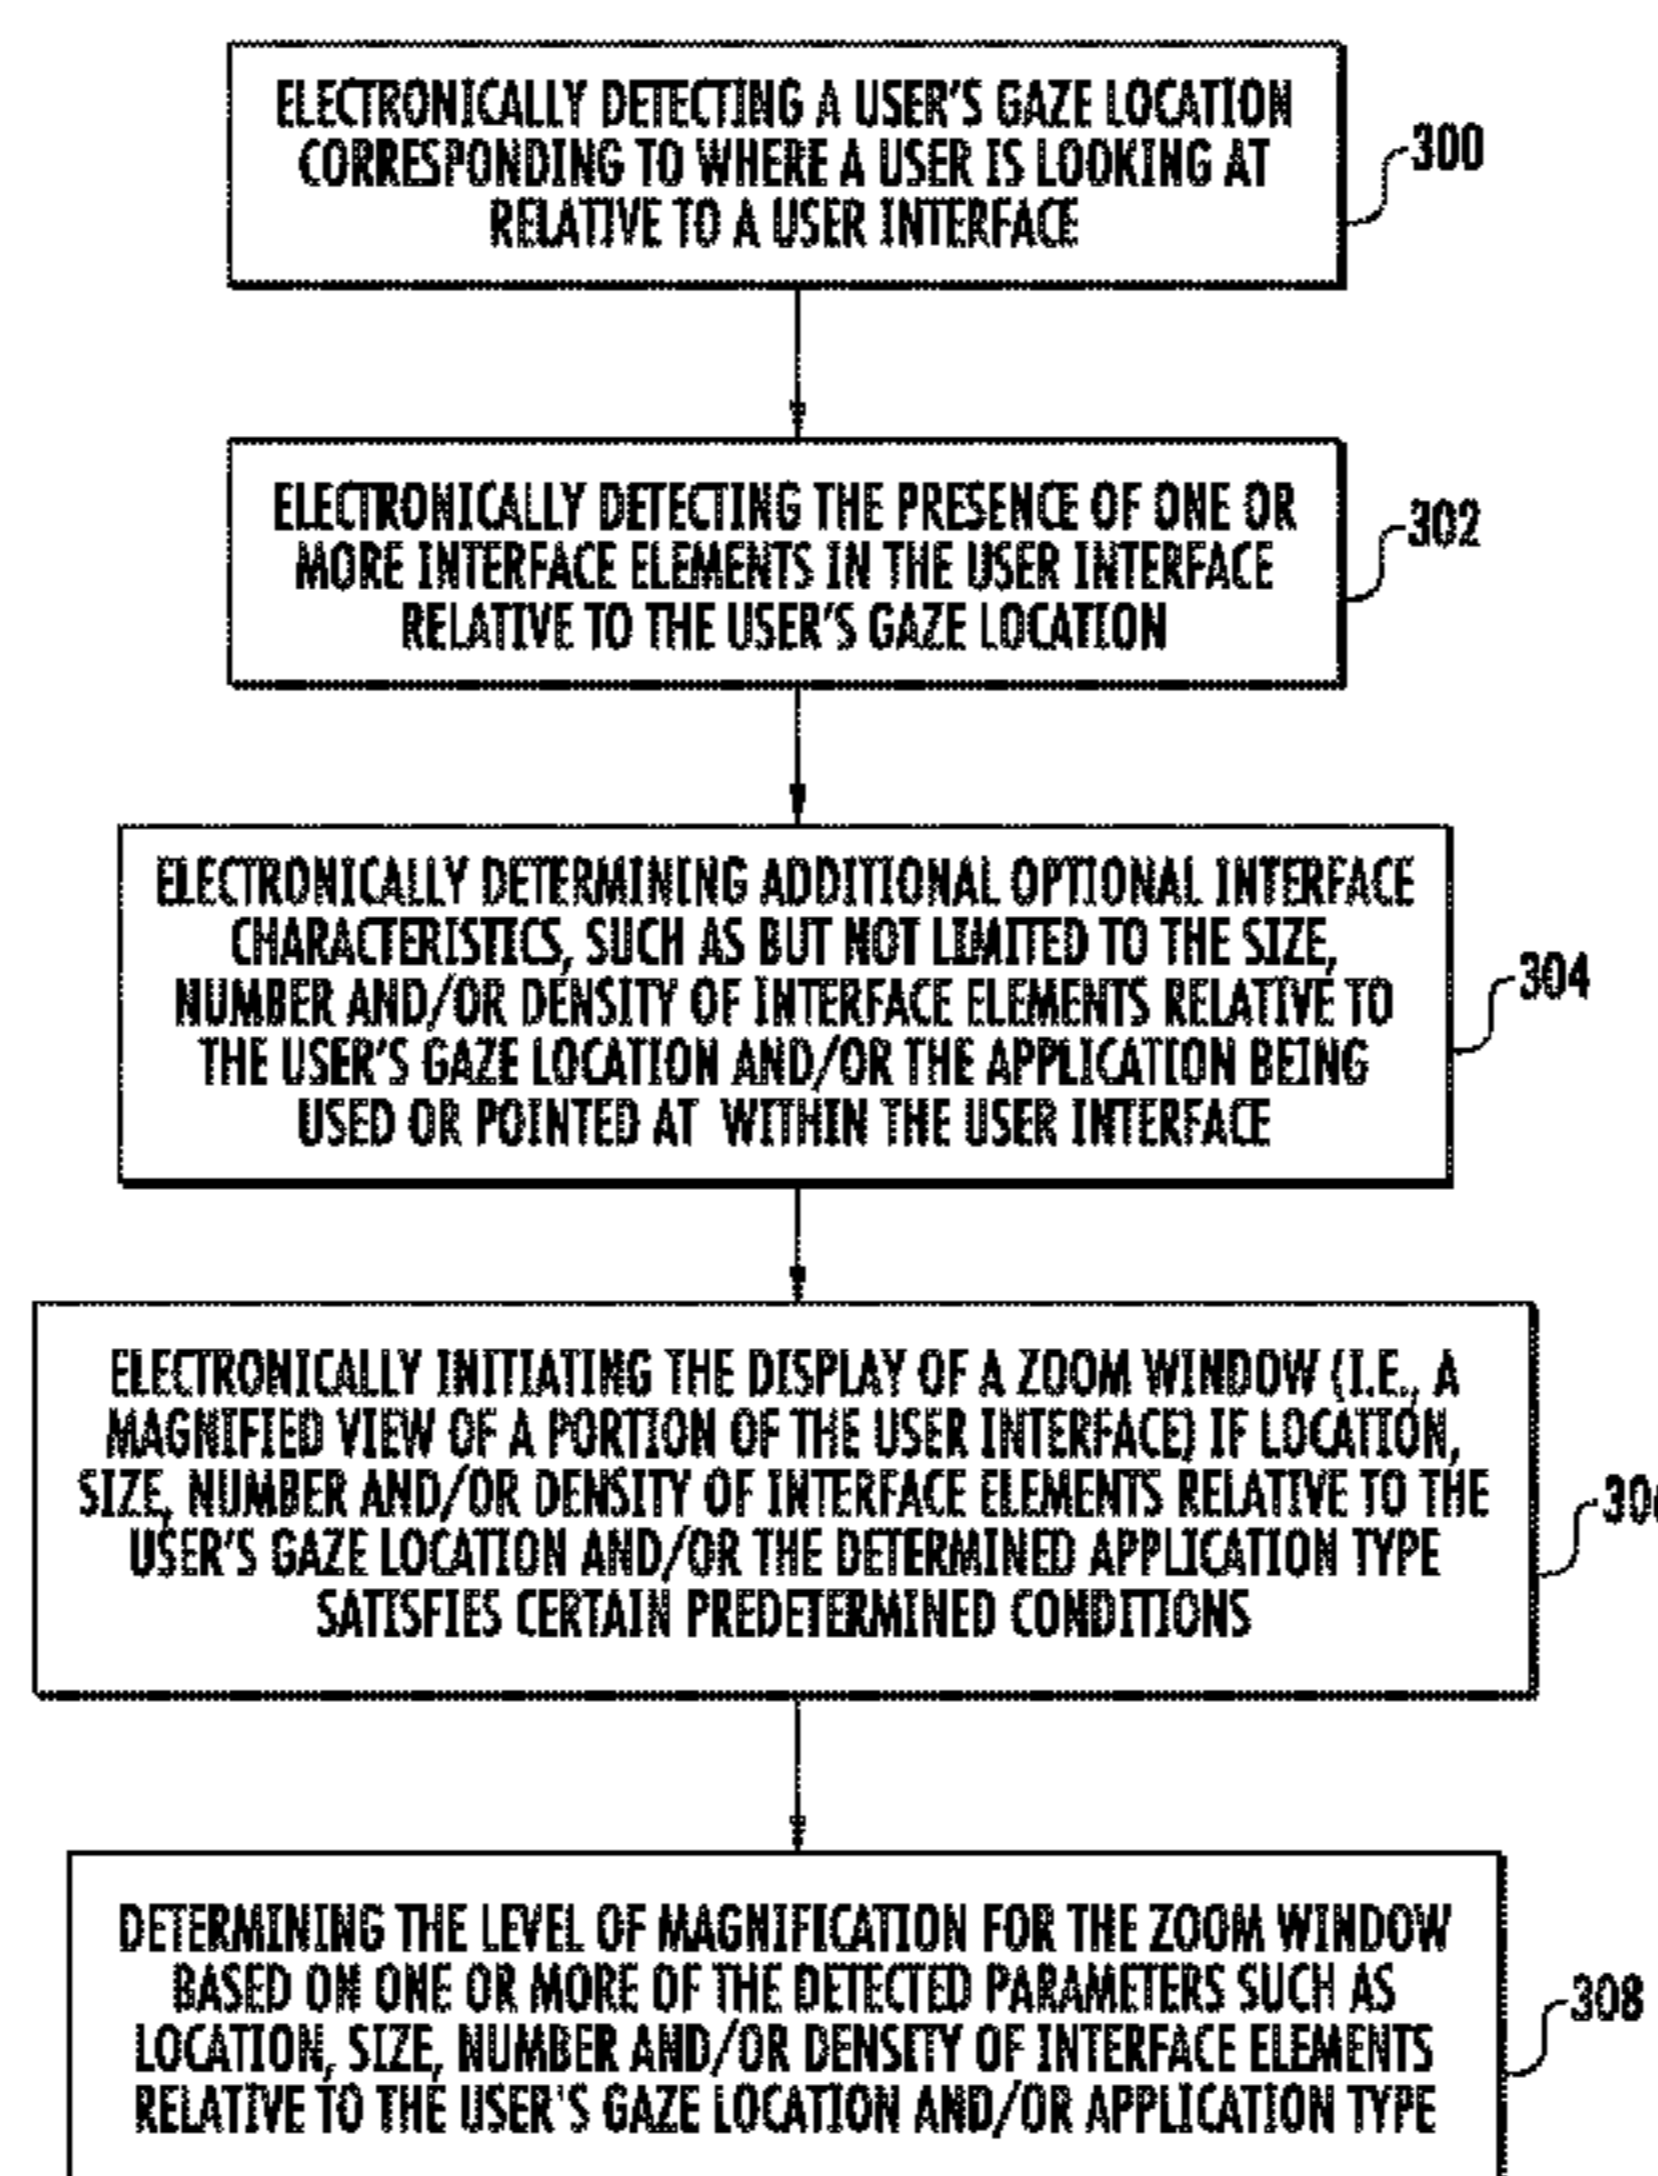 ELECTRONICALLY DETECTING A USER'S GAZE LOCATION
CORRESPONDING TO WHERE A USER IS LOOKING AT
RELATIVE TO A USER INTERFACE
300
ELECTRONICALLY DETECTING THE PRESENCE OF ONE OR
MORE INTERFACE ELEMENTS IN THE USER INTERFACE
RELATIVE TO THE USER'S GAZE LOCATION
302
ELECTRONICALLY DETERMINING ADDITIONAL OPTIONAL INTERFACE
CHARACTERISTICS, SUCH AS BUT NOT LIMITED TO THE SIZE,
NUMBER AND/OR DENSITY OF INTERFACE ELEMENTS RELATIVE TO
THE USER'S GAZE LOCATION AND/OR THE APPLICATION BEING
USED OR POINTED AT WITHIN THE USER INTERFACE
304
ELECTRONICALLY INITIATING THE DISPLAY OF A ZOOM WINDOW (I.E., A
MAGNIFIED VIEW OF A PORTION OF THE USER INTERFACE) IF LOCATION,
SIZE, NUMBER AND/OR DENSITY OF INTERFACE ELEMENTS RELATIVE TO THE
USER'S GAZE LOCATION AND/OR THE DETERMINED APPLICATION TYPE
SATISFIES CERTAIN PREDETERMINED CONDITIONS
DETERMINING THE LEVEL OF MAGNIFICATION FOR THE ZOOM WINDOW
BASED ON ONE OR MORE OF THE DETECTED PARAMETERS SUCH AS
LOCATION, SIZE, NUMBER AND/OR DENSITY OF INTERFACE ELEMENTS
RELATIVE TO THE USER'S GAZE LOCATION AND/OR APPLICATION TYPE
308